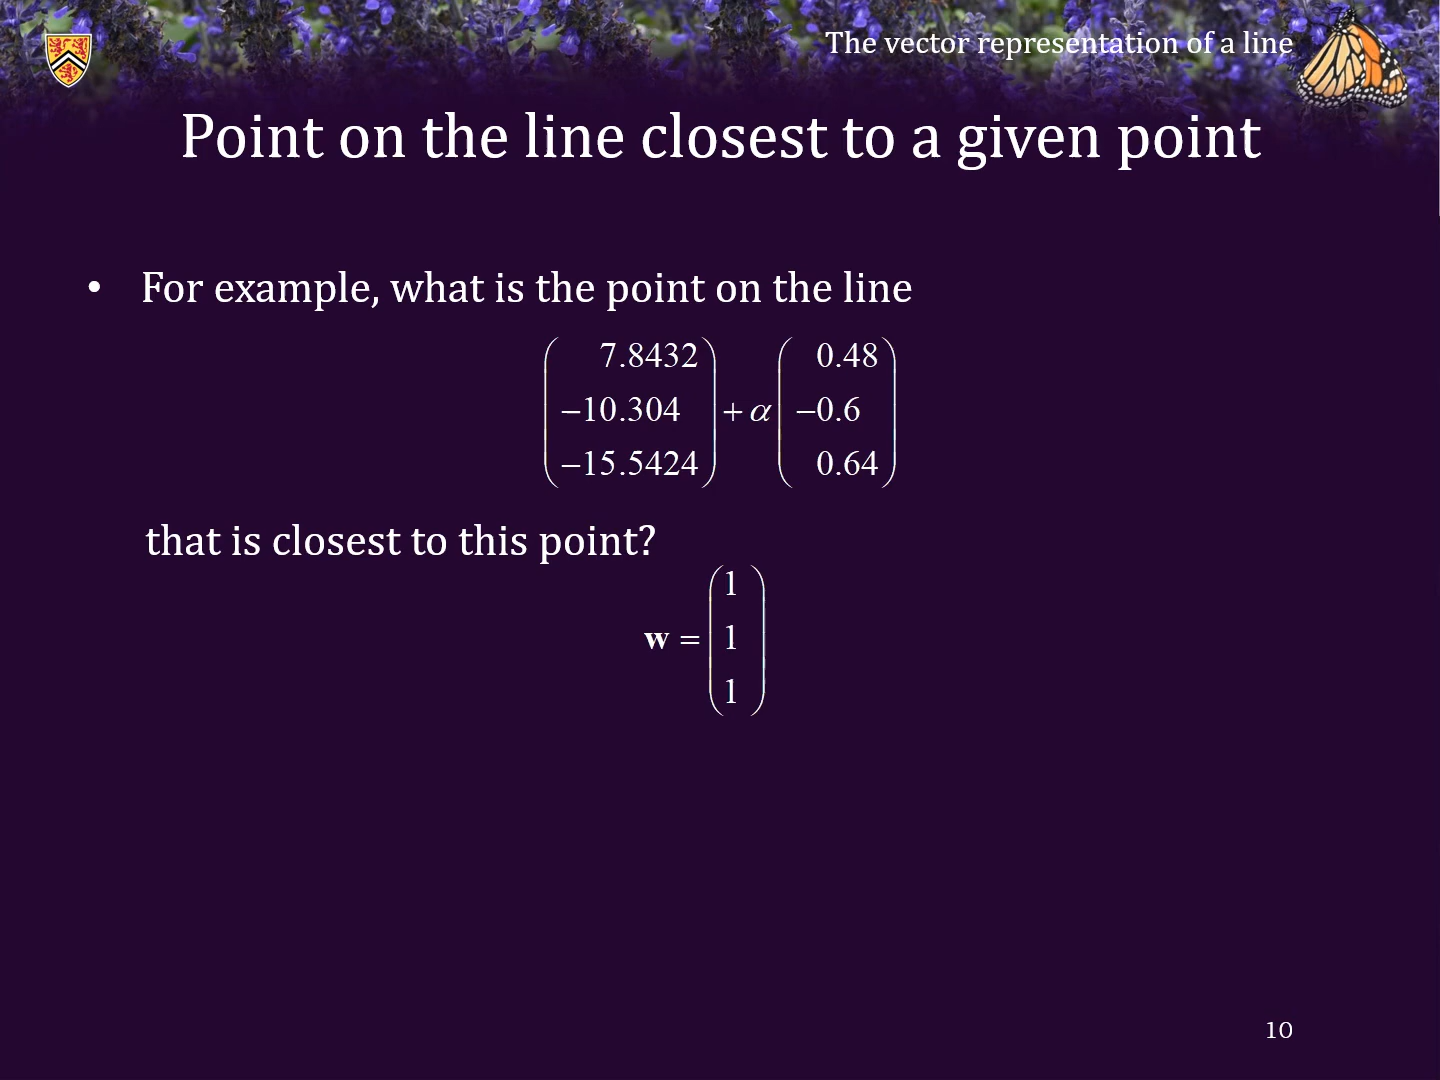 The vector representation of a line
Point on the line closest to a given point
• For example, what is the point on the line
7.8432 0.48
−10.304 + α −0.6
−15.5424 0.64
that is closest to this point?
1
w = 1
1
10